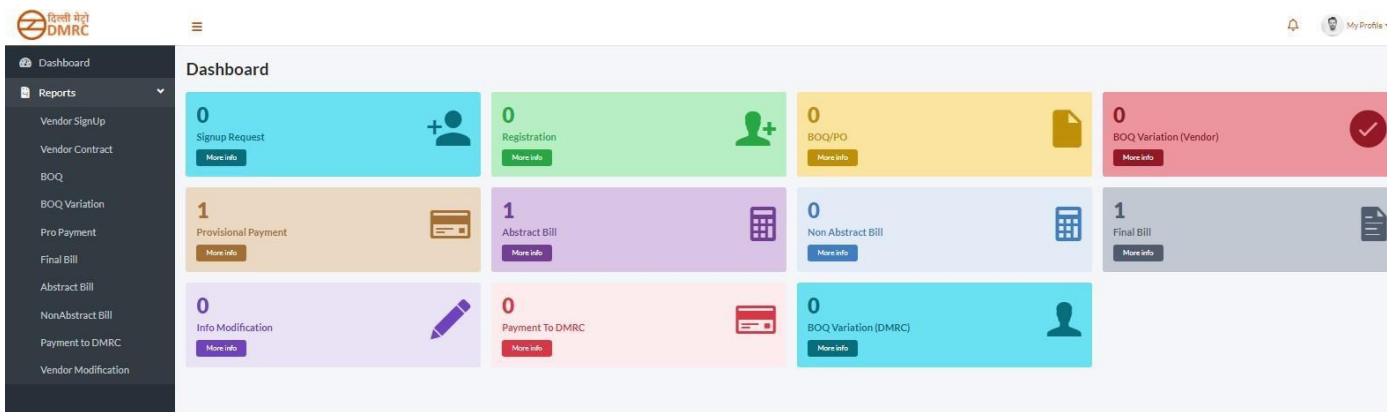 दिल्ली मेट्रो
DMRC
My Profile
Dashboard
Reports
Vendor SignUp
Vendor Contract
BOQ
BOQ Variation
Pro Payment
Final Bill
Abstract Bill
NonAbstract Bill
Payment to DMRC
Vendor Modification
Dashboard
0
Signup Request
More info
0
Registration
More info
0
BOQ/PO
More info
0
BOQ Variation (Vendor)
More info
1
Provisional Payment
More info
1
Abstract Bill
More info
0
Non Abstract Bill
More info
1
Final Bill
More info
0
Info Modification
More info
0
Payment To DMRC
More info
0
BOQ Variation (DMRC)
More info